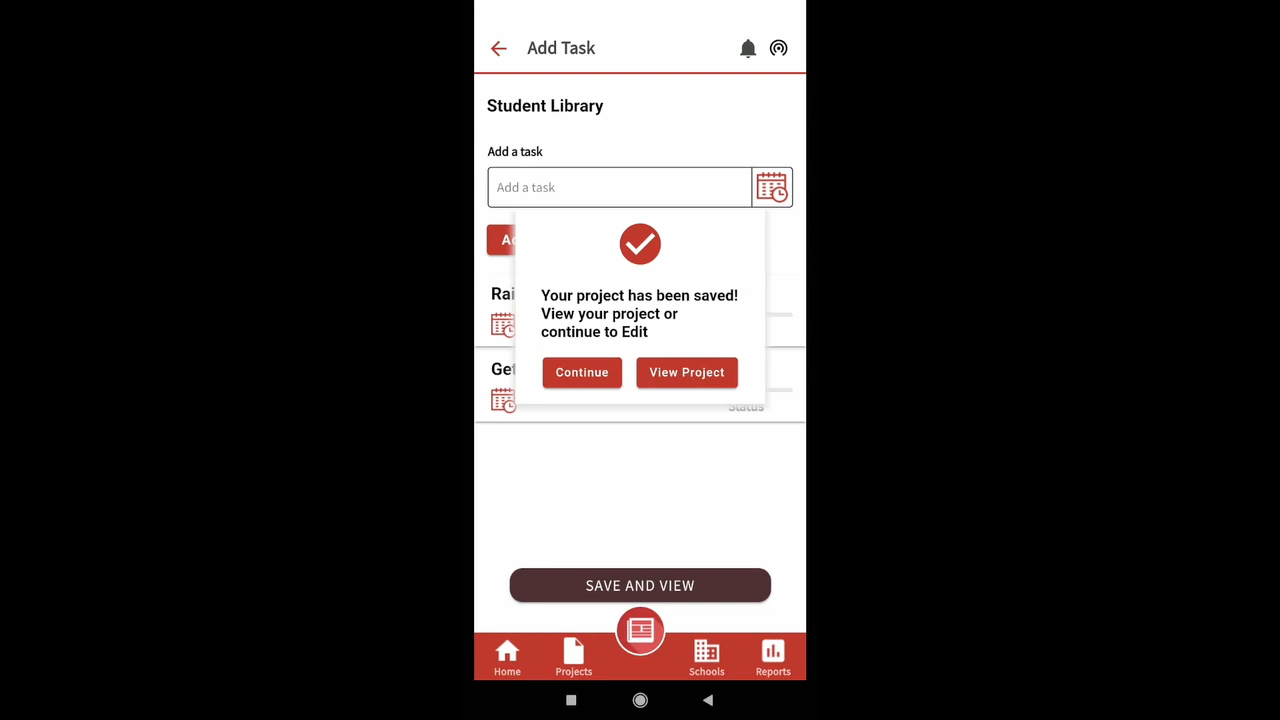 Add Task
Student Library
Add a task
Add a task
Your project has been saved!
View your project or
continue to Edit
Continue
View Project
Status
SAVE AND VIEW
Home
Projects
Schools
Reports